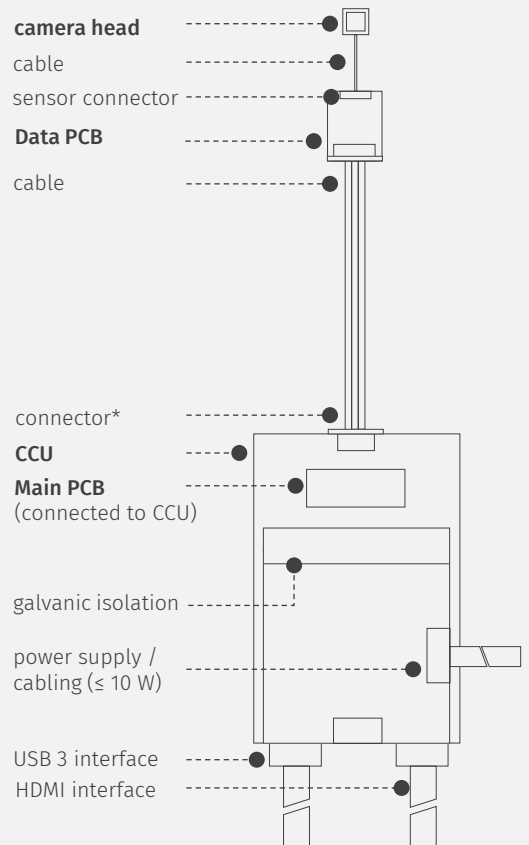 camera head
cable
sensor connector
Data PCB
cable
connector*
CCU
Main PCB
(connected to CCU)
galvanic isolation
power supply /
cabling (≤ 10 W)
USB 3 interface
HDMI interface